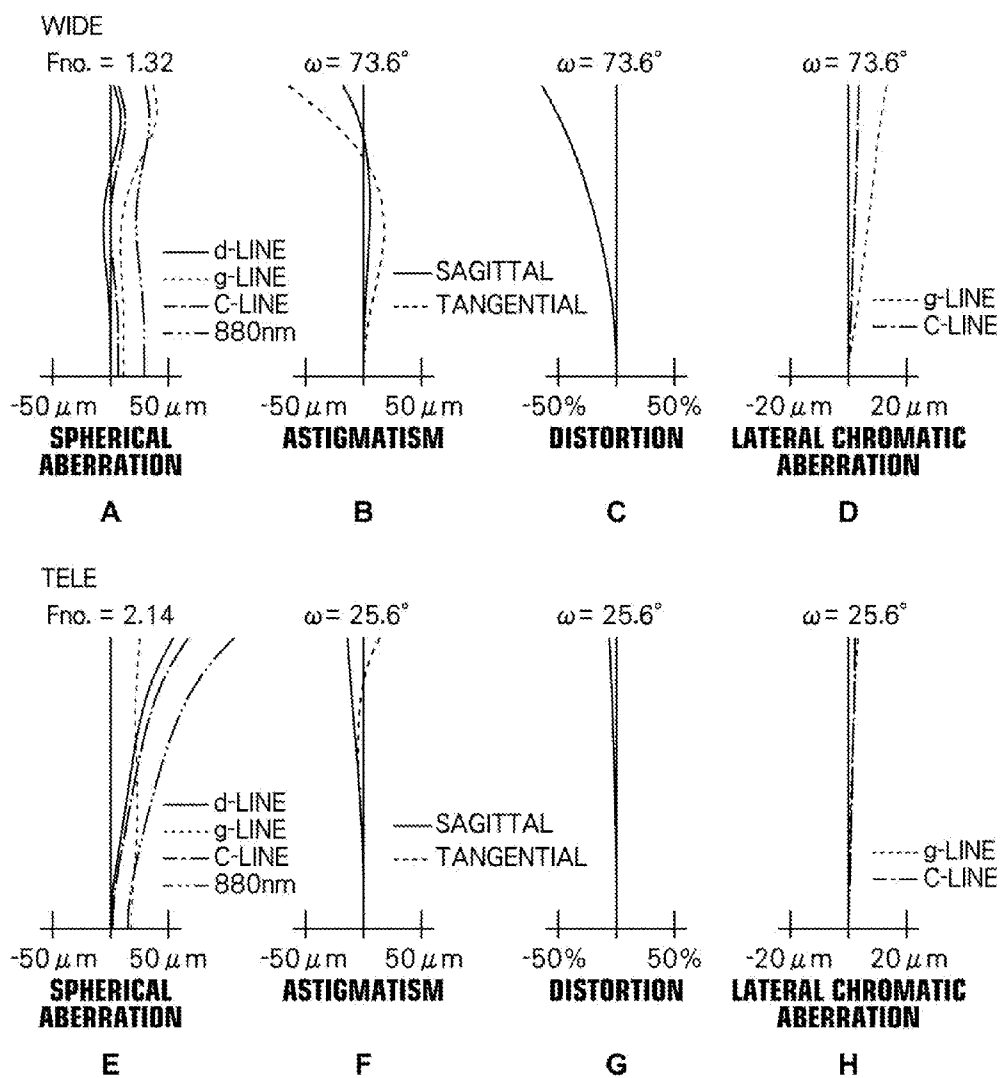 WIDE
Fno. = 1.32
ω= 73.6°
ω= 73.6°
ω= 73.6°
d-LINE
g-LINE
C-LINE
880nm
SAGITTAL
TANGENTIAL
g-LINE
C-LINE
-50 μm 50 μm
-50 μm 50 μm
-50% 50%
-20 μm 20 μm
SPHERICAL
ABERRATION
ASTIGMATISM
DISTORTION
LATERAL CHROMATIC
ABERRATION
A
B
C
D
TELE
Fno. = 2.14
ω= 25.6°
ω= 25.6°
ω= 25.6°
d-LINE
g-LINE
C-LINE
880nm
SAGITTAL
TANGENTIAL
g-LINE
C-LINE
-50 μm 50 μm
-50 μm 50 μm
-50% 50%
-20 μm 20 μm
SPHERICAL
ABERRATION
ASTIGMATISM
DISTORTION
LATERAL CHROMATIC
ABERRATION
E
F
G
H